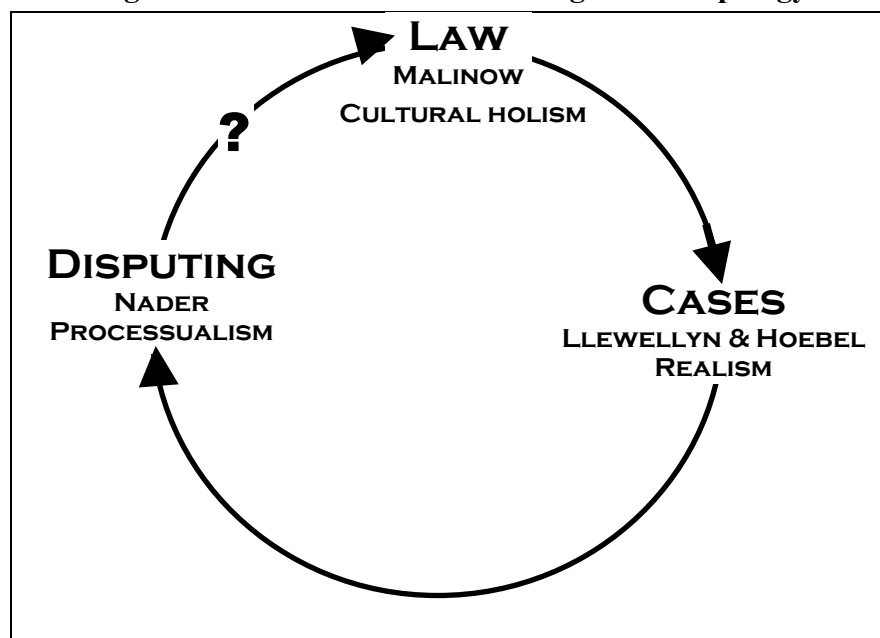 LAW
MALINOW
CULTURAL HOLISM
?
DISPUTING
NADER
PROCESSUALISM
CASES
LLEWELLYN & HOEBEL
REALISM